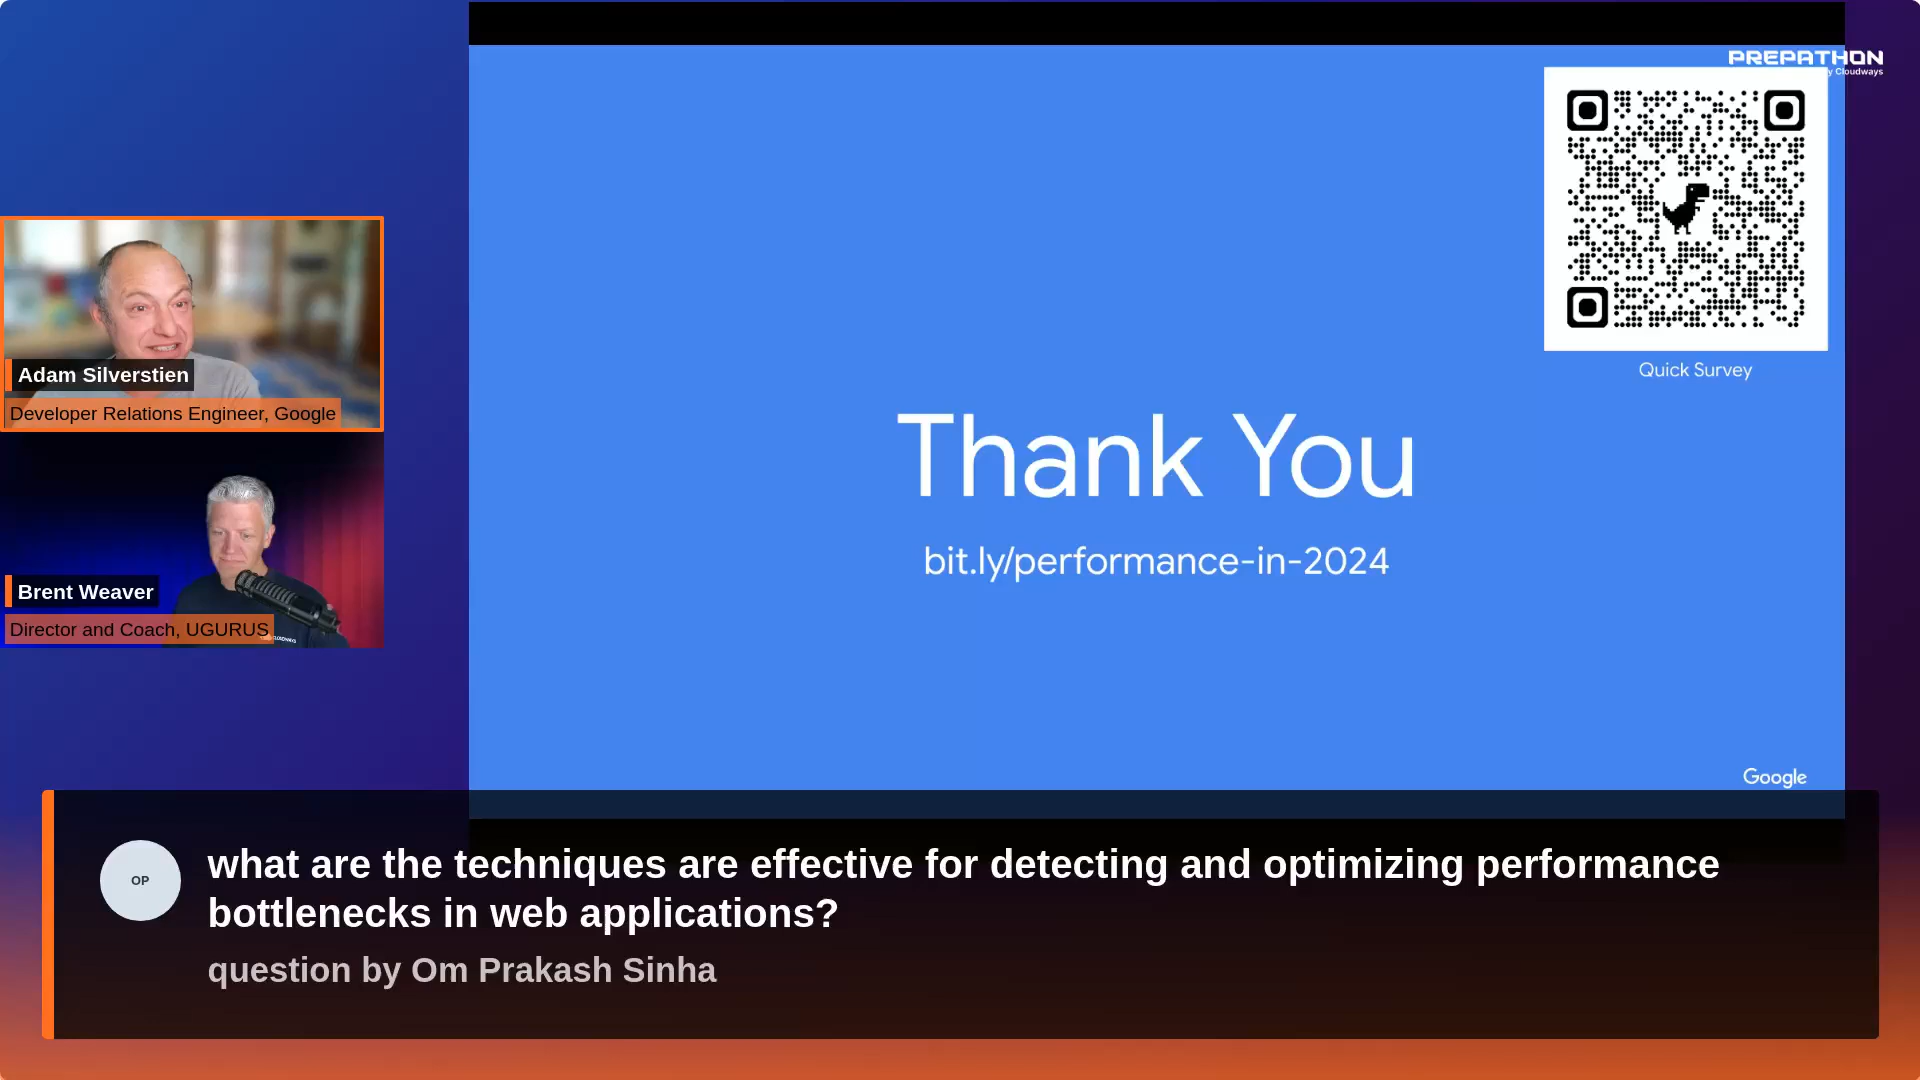 PREPATHON
y Cloudways
Quick Survey
Thank You
bit.ly/performance-in-2024
Google
Adam Silverstien
Developer Relations Engineer, Google
Brent Weaver
Director and Coach, UGURUS
OP
what are the techniques are effective for detecting and optimizing performance
bottlenecks in web applications?
question by Om Prakash Sinha